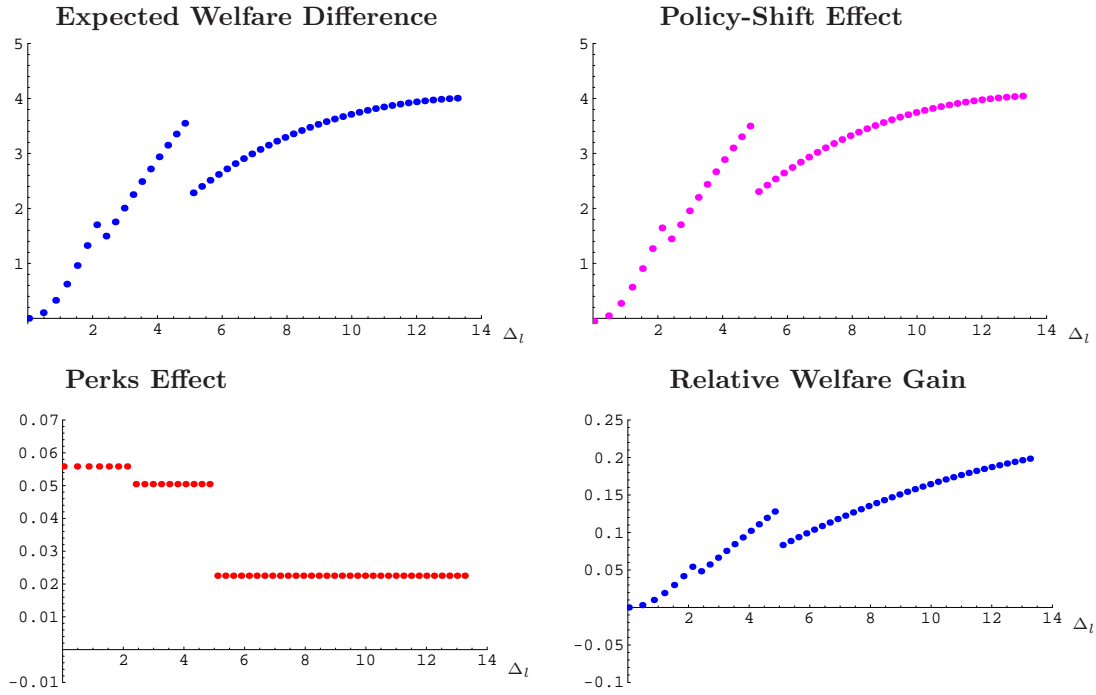 Expected Welfare Difference
5
4
3
2
1
2 4 6 8 10 12 14
Δl
Policy-Shift Effect
5
4
3
2
1
2 4 6 8 10 12 14
Δl
Perks Effect
0.07
0.06
0.05
0.04
0.03
0.02
0.01
-0.01
2 4 6 8 10 12 14
Δl
Relative Welfare Gain
0.25
0.2
0.15
0.1
0.05
-0.05
-0.1
2 4 6 8 10 12 14
Δl